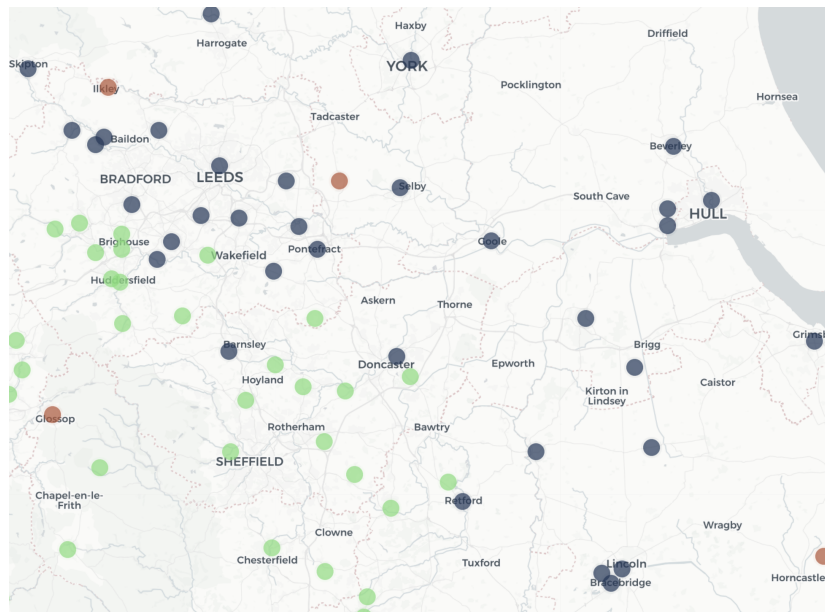 Haxby
Driffield
Harrogate
YORK
Skipton
Pocklington
Ilkley
Hornsea
Tadcaster
Baildon
Beverley
BRADFORD
LEEDS
Selby
South Cave
HULL
Brighouse
Goole
Pontefract
Wakefield
Huddersfield
Askern
Thorne
Grims
Barnsley
Brigg
Doncaster
Epworth
Hoyland
Caistor
Kirton in
Lindsey
Glossop
Rotherham
Bawtry
SHEFFIELD
Chapel-en-le-
Frith
Retford
Wragby
Clowne
Chesterfield
Tuxford
Lincoln
Horncastle
Bracebridge